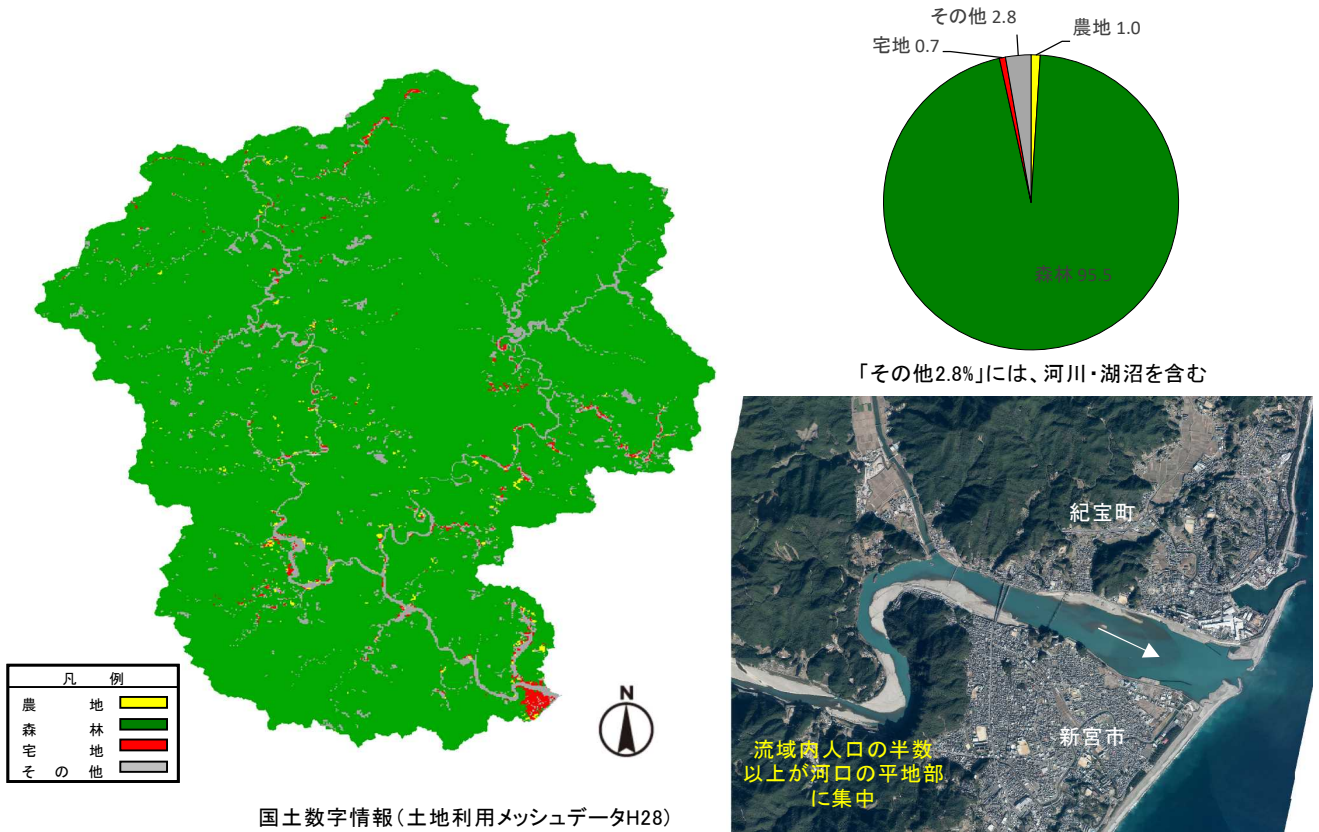 その他 2.8
農地 1.0
宅地 0.7
森林 95.5
「その他2.8%」には、河川・湖沼を含む
凡 例
農 地
森 林
宅 地
そ の 他
N
国土数字情報(土地利用メッシュデータH28)
紀宝町
新宮市
流域内人口の半数
以上が河口の平地部
に集中